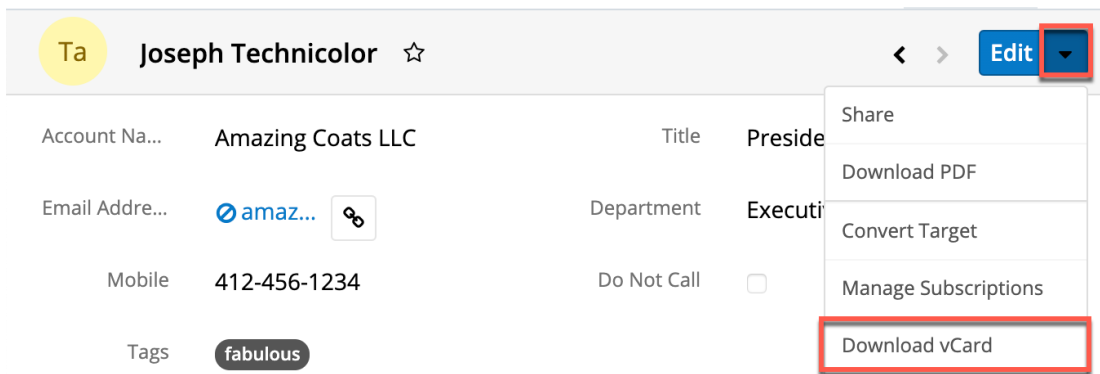 Ta
Joseph Technicolor
Edit
Share
Download PDF
Convert Target
Manage Subscriptions
Download vCard
Account Na...
Amazing Coats LLC
Title
Preside
Email Addre...
amaz...
Department
Executi
Mobile
412-456-1234
Do Not Call
Tags
fabulous